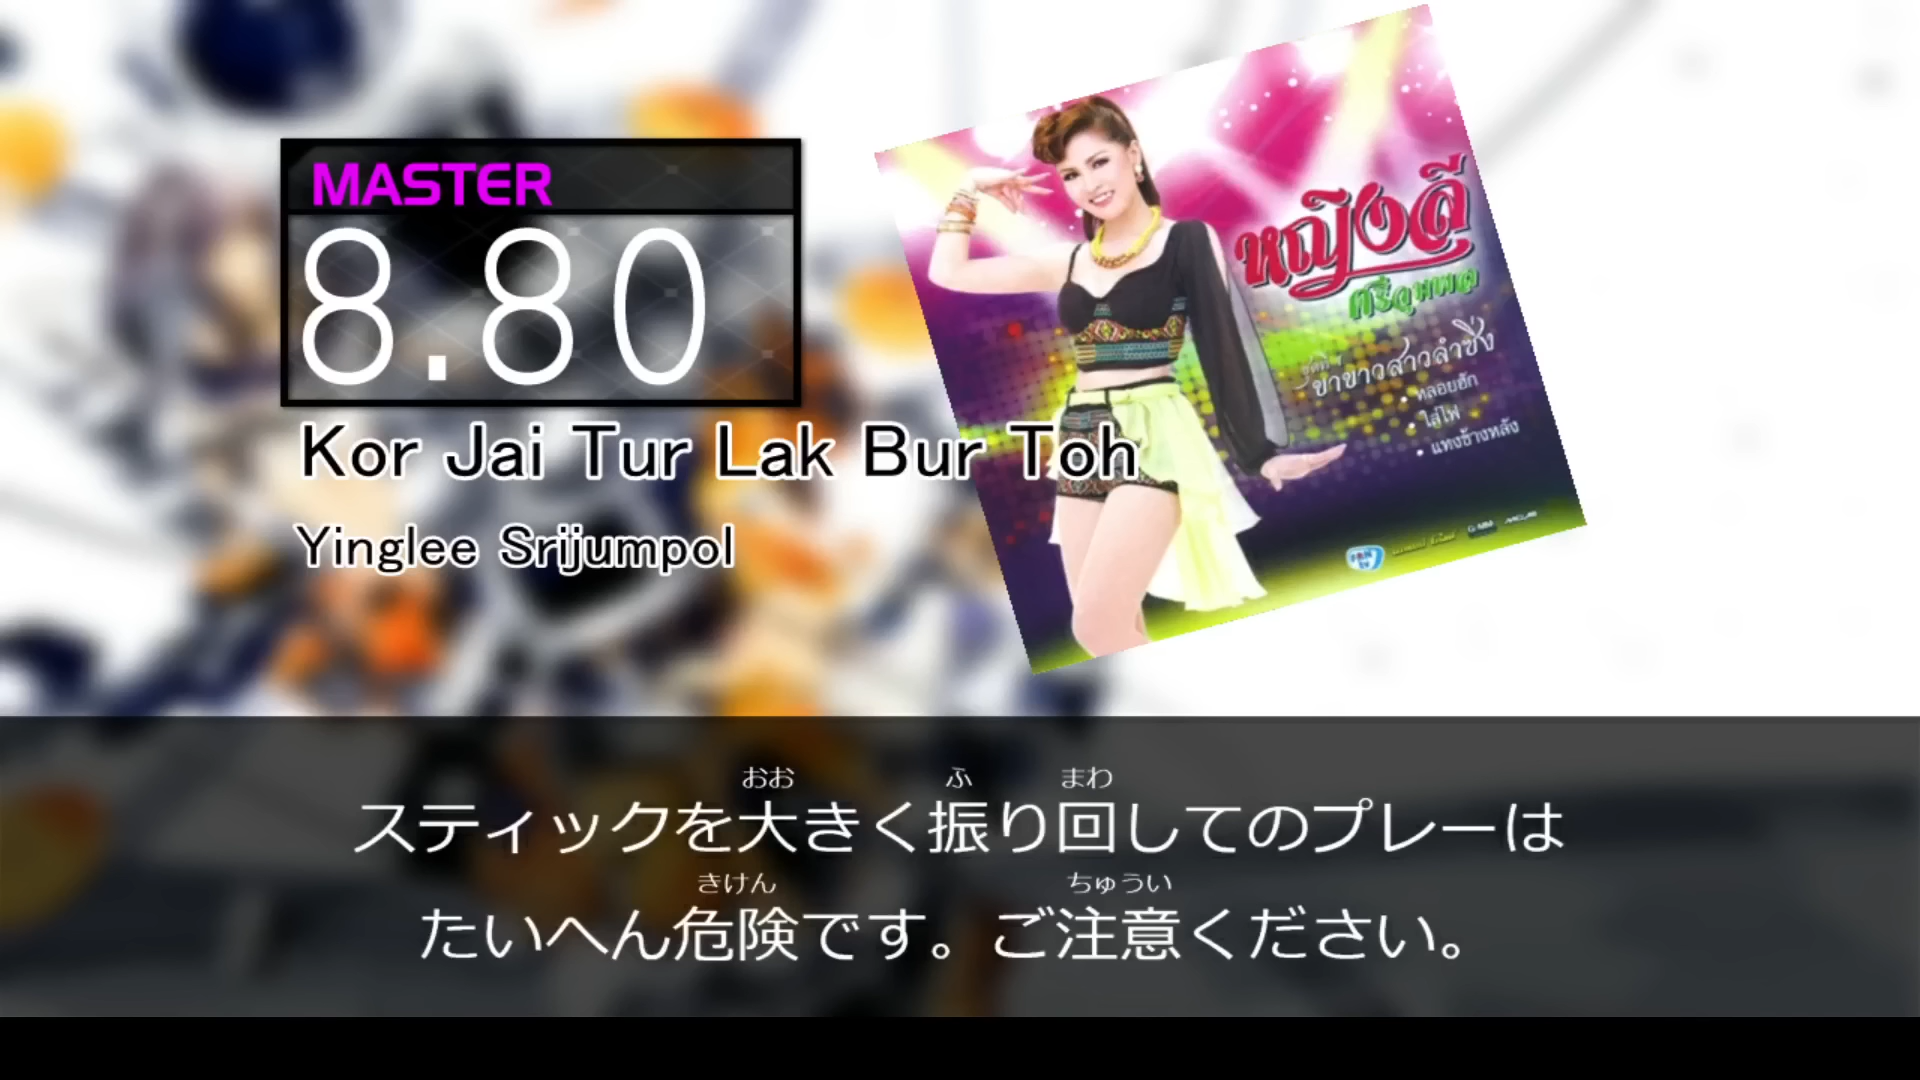 MASTER
8.80
Kor Jai Tur Lak Bur Toh
Yinglee Srijumpol
หญิงลี
ศรีจุมพล
ชุดที่ ๑
ขาขาวสาวลำซิ่ง
• หลอยฮัก
• ใส่ไฟ
• แทงข้างหลัง
おお ふ まわ
スティックを大きく振り回してのプレーは
きけん ちゅうい
たいへん危険です。ご注意ください。